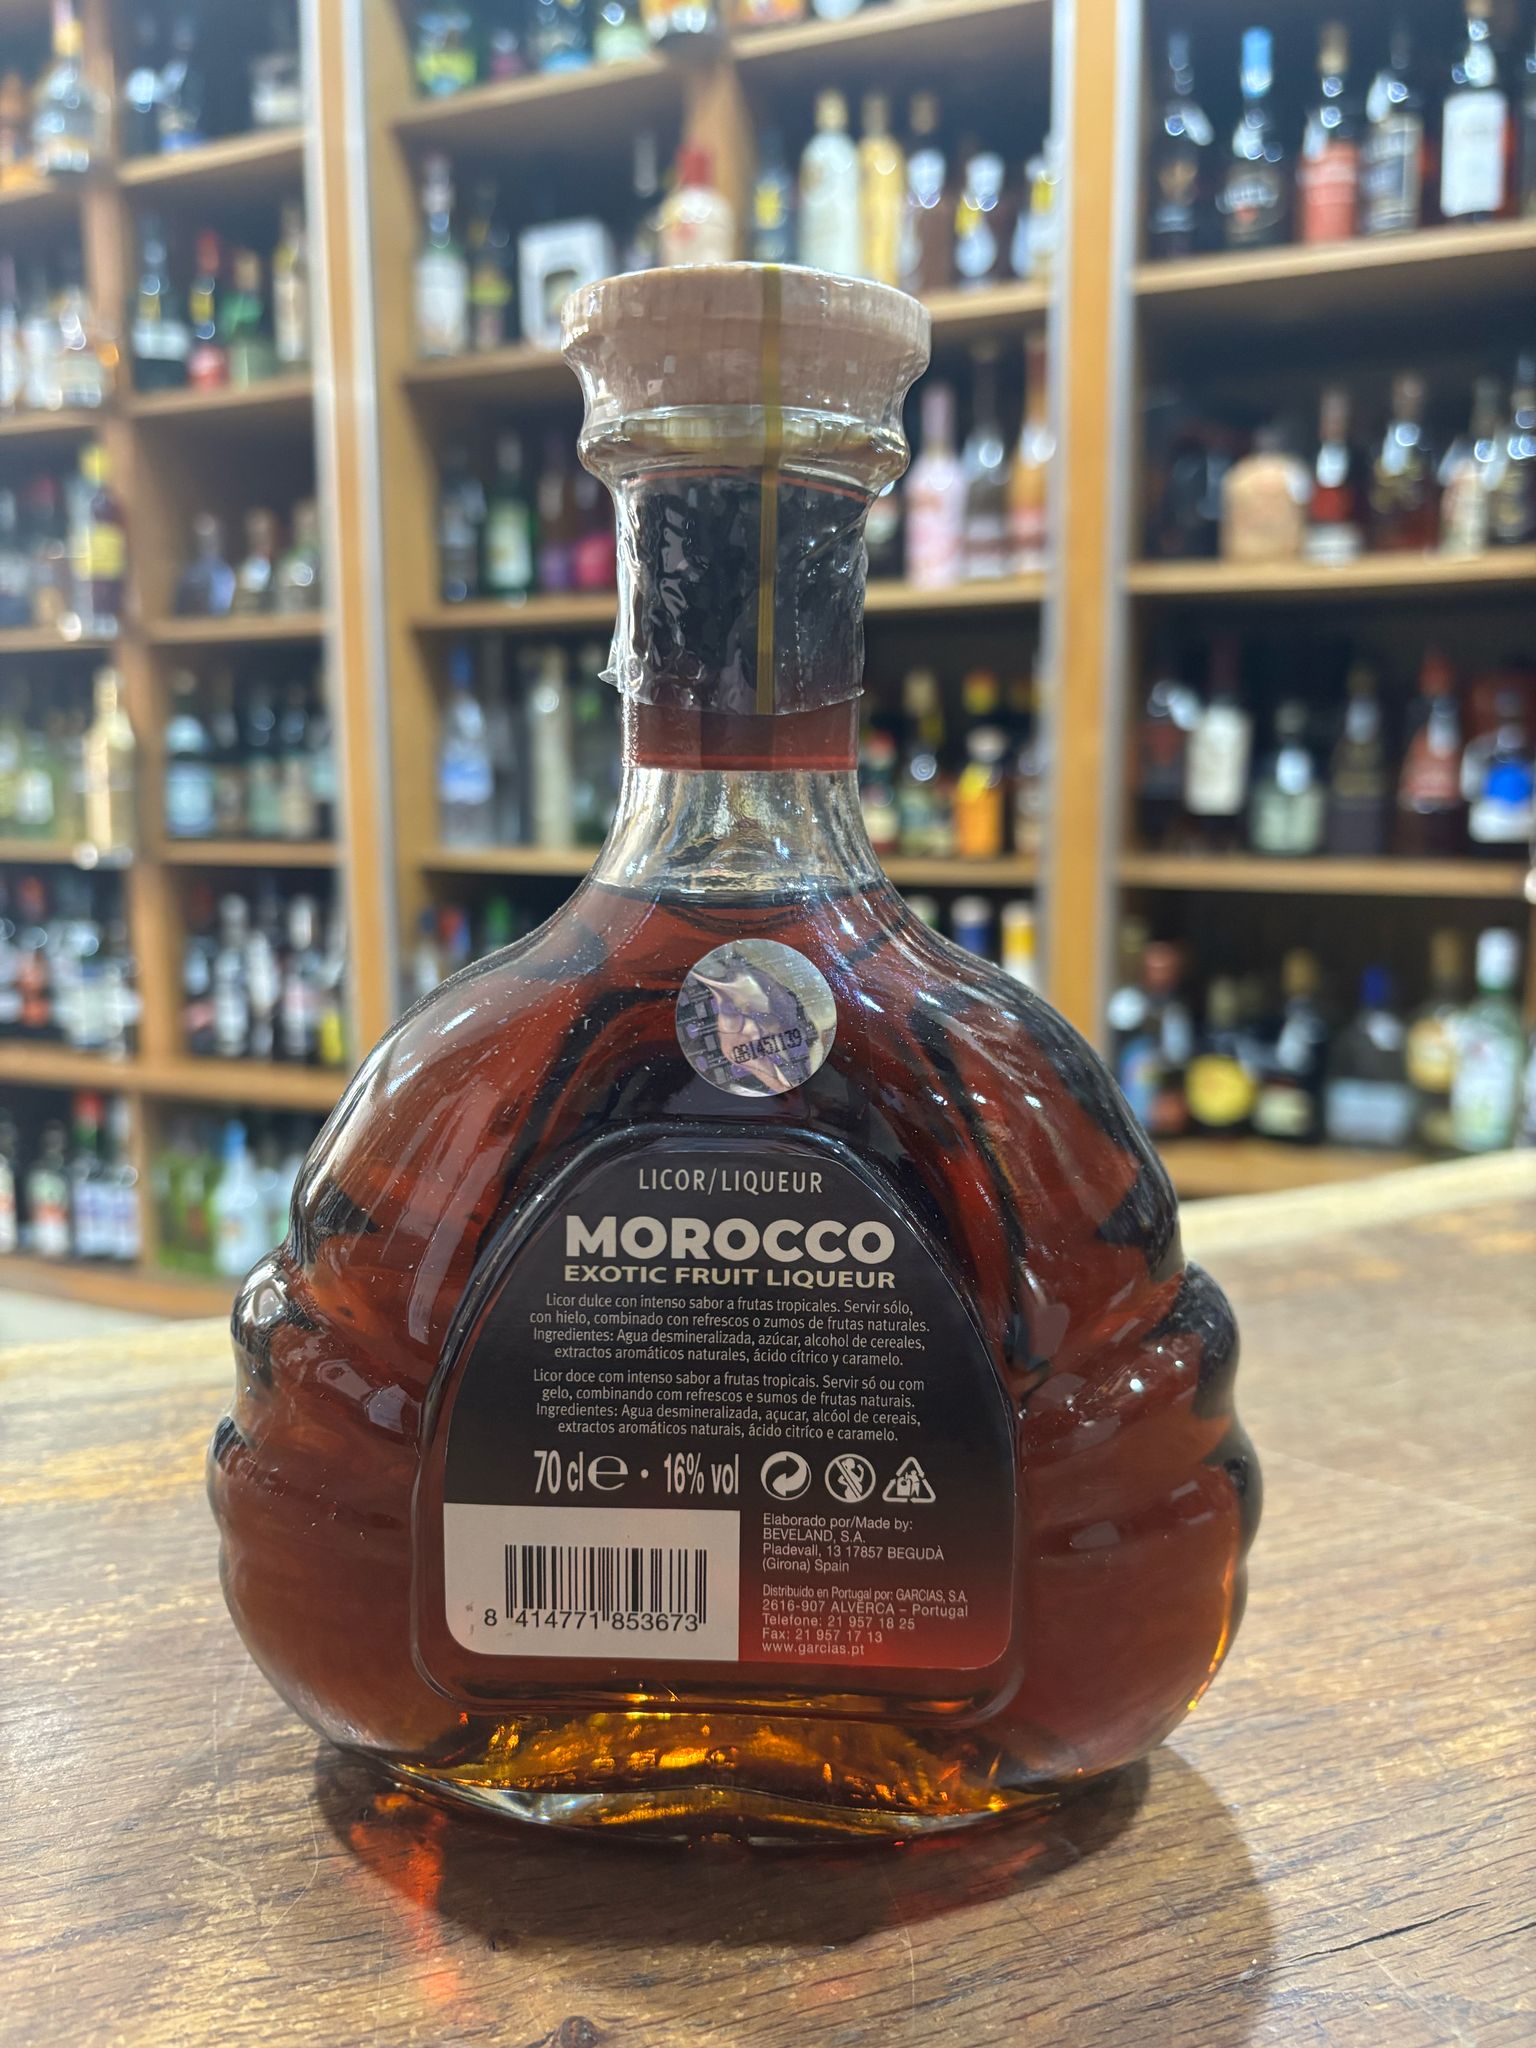 OBI451139
LICOR/LIQUEUR
MOROCCO
EXOTIC FRUIT LIQUEUR
Licor dulce con intenso sabor a frutas tropicales. Servir sólo,
con hielo, combinado con refrescos o zumos de frutas naturales.
Ingredientes: Agua desmineralizada, azúcar, alcohol de cereales,
extractos aromáticos naturales, ácido cítrico y caramelo.
Licor doce com intenso sabor a frutas tropicais. Servir só ou com
gelo, combinando com refrescos e sumos de frutas naturais.
Ingredientes: Agua desmineralizada, açucar, alcóol de cereais,
extractos aromáticos naturais, ácido citríco e caramelo.
70 cl e · 16% vol
Elaborado por/Made by:
BEVELAND, S.A.
Pladevall, 13 17857 BEGUDÀ
(Girona) Spain
Distribuido en Portugal por: GARCIAS, S.A.
2616-907 ALVERCA – Portugal
Telefone: 21 957 18 25
Fax: 21 957 17 13
www.garcias.pt
8 414771 853673